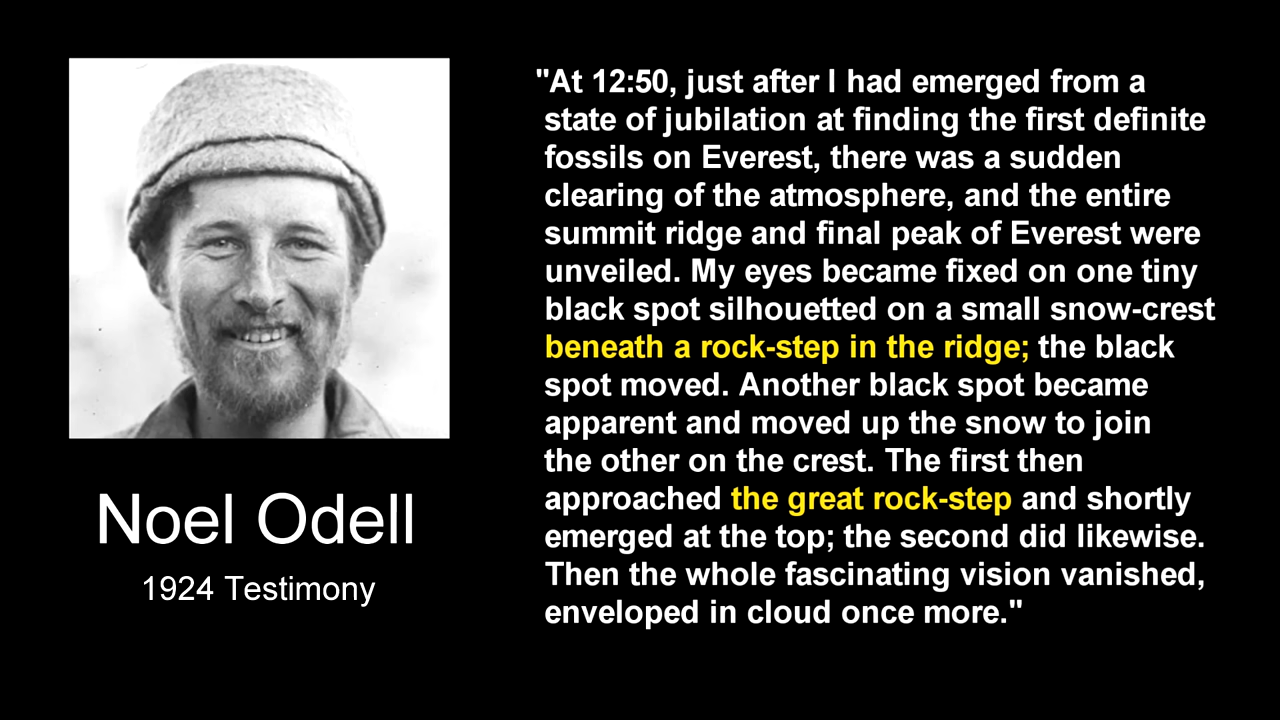 "At 12:50, just after I had emerged from a
state of jubilation at finding the first definite
fossils on Everest, there was a sudden
clearing of the atmosphere, and the entire
summit ridge and final peak of Everest were
unveiled. My eyes became fixed on one tiny
black spot silhouetted on a small snow-crest
beneath a rock-step in the ridge; the black
spot moved. Another black spot became
apparent and moved up the snow to join
the other on the crest. The first then
approached the great rock-step and shortly
emerged at the top; the second did likewise.
Then the whole fascinating vision vanished,
enveloped in cloud once more."
Noel Odell
1924 Testimony